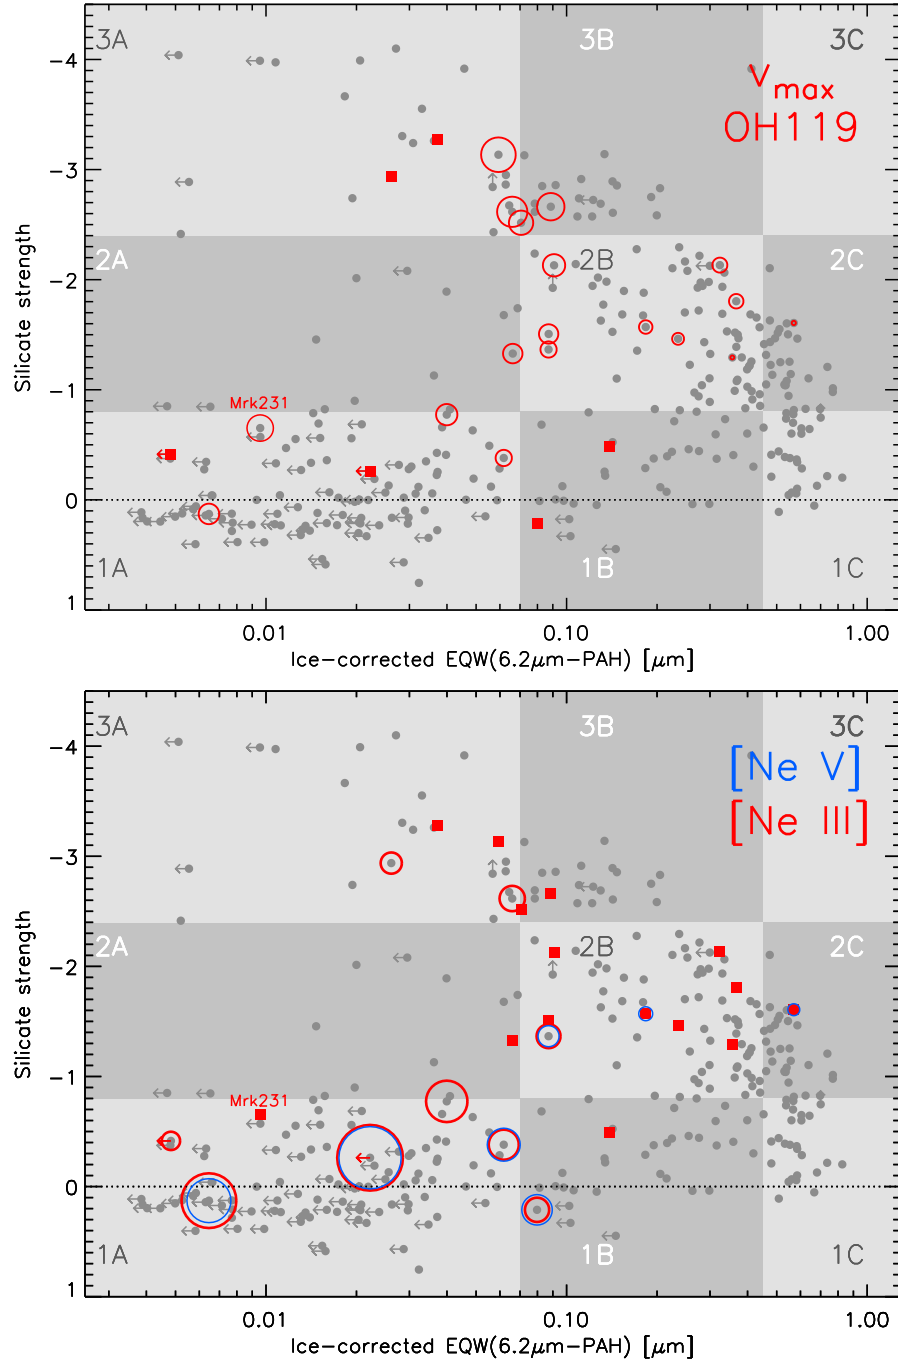 3A 3B 3C
V_max
OH119
2A 2B 2C
Mrk231
1A 1B 1C
-4
-3
-2
-1
0
1
Silicate strength
0.01 0.10 1.00
Ice-corrected EQW(6.2μm-PAH) [μm]
3A 3B 3C
[Ne V]
[Ne III]
2A 2B 2C
Mrk231
1A 1B 1C
-4
-3
-2
-1
0
1
Silicate strength
0.01 0.10 1.00
Ice-corrected EQW(6.2μm-PAH) [μm]